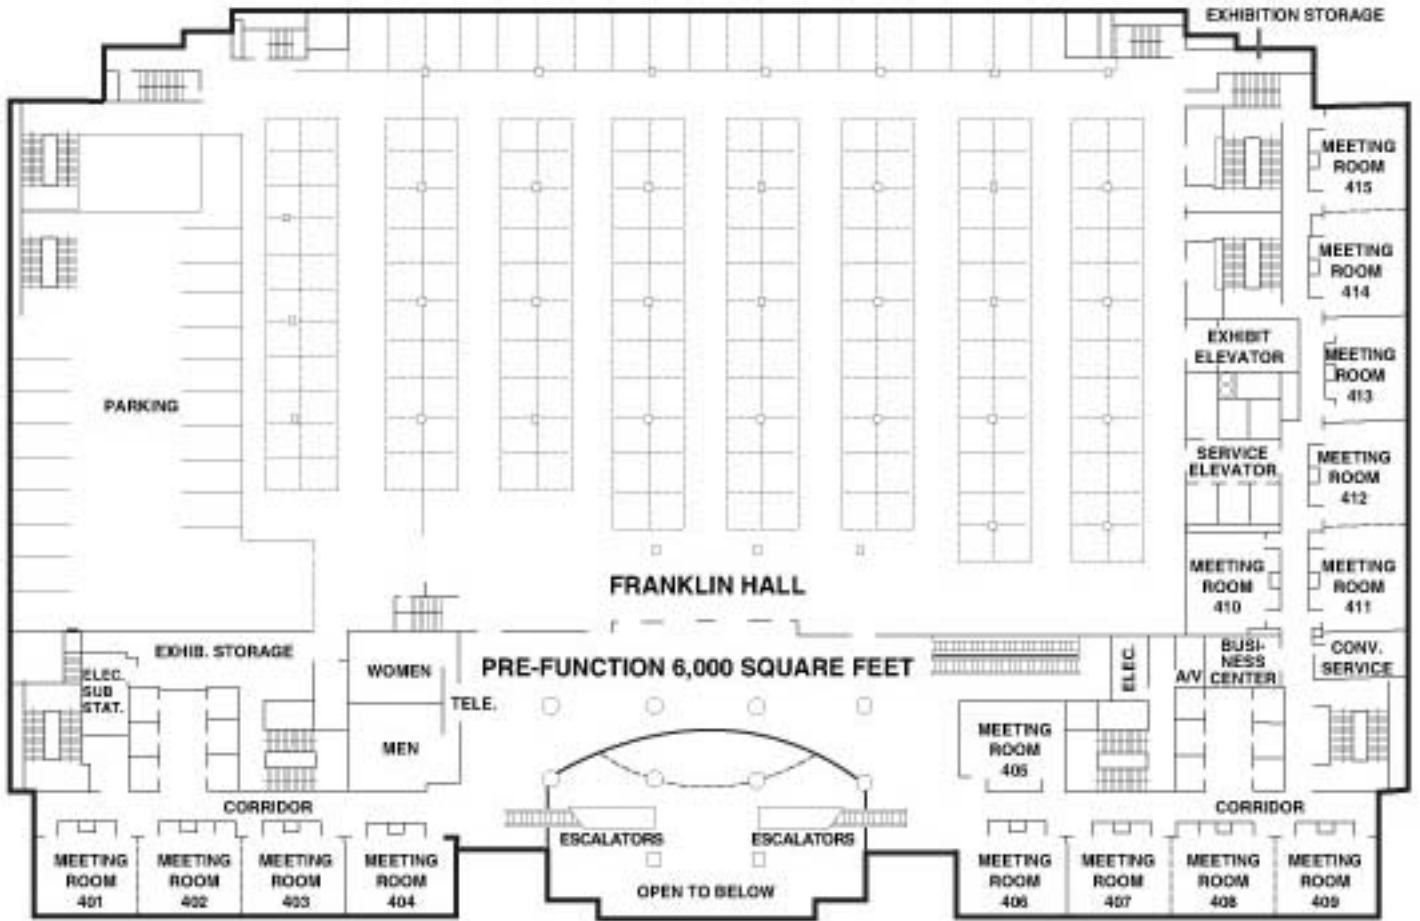 EXHIBITION STORAGE
MEETING
ROOM
415
MEETING
ROOM
414
EXHIBIT
ELEVATOR
MEETING
ROOM
413
PARKING
SERVICE
ELEVATOR
MEETING
ROOM
412
MEETING
ROOM
410
MEETING
ROOM
411
FRANKLIN HALL
EXHIB. STORAGE
ELEC.
SUB
STAT.
WOMEN
PRE-FUNCTION 6,000 SQUARE FEET
TELE.
MEN
ELEC.
A/V
BUSI-
NESS
CENTER
CONV.
SERVICE
MEETING
ROOM
405
CORRIDOR
CORRIDOR
ESCALATORS
ESCALATORS
OPEN TO BELOW
MEETING
ROOM
401
MEETING
ROOM
402
MEETING
ROOM
403
MEETING
ROOM
404
MEETING
ROOM
406
MEETING
ROOM
407
MEETING
ROOM
408
MEETING
ROOM
409